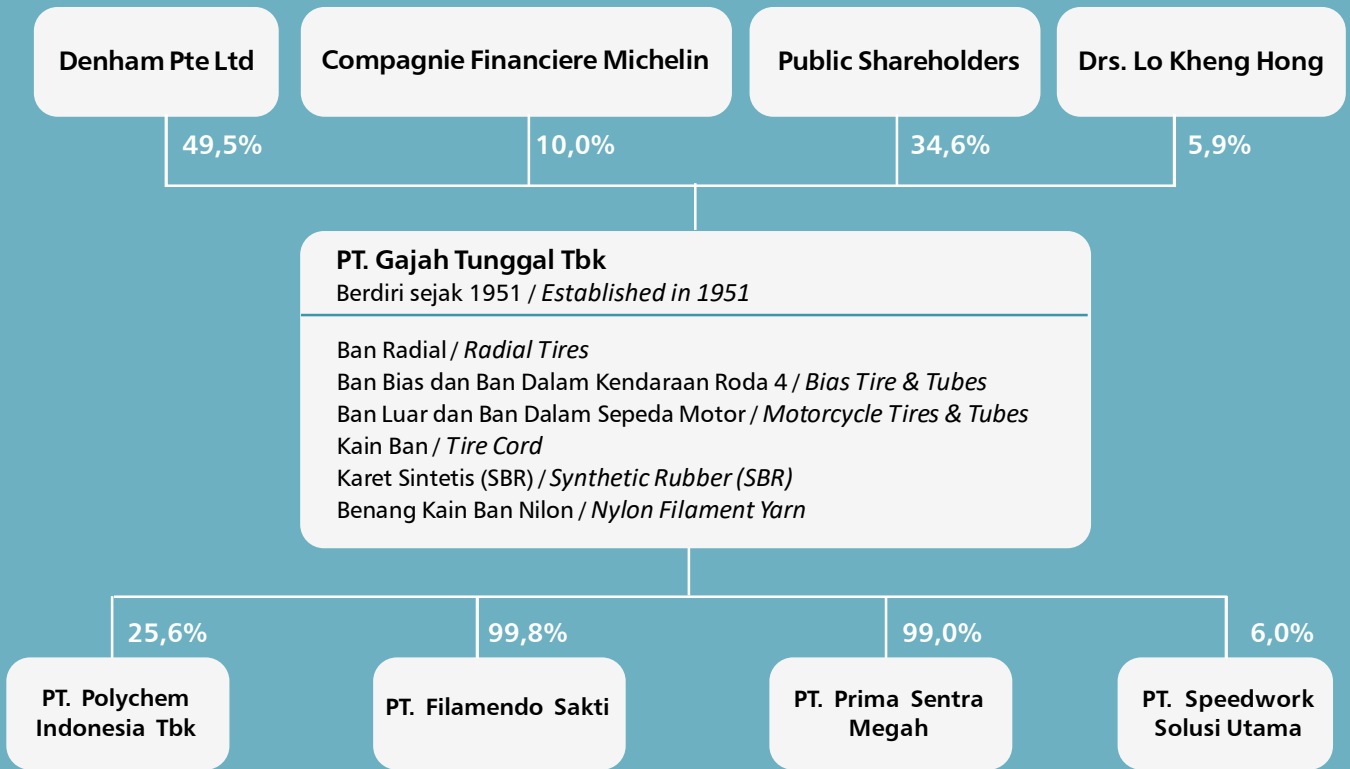 Denham Pte Ltd
Compagnie Financiere Michelin
Public Shareholders
Drs. Lo Kheng Hong
49,5%
10,0%
34,6%
5,9%
PT. Gajah Tunggal Tbk
Berdiri sejak 1951 / Established in 1951
Ban Radial / Radial Tires
Ban Bias dan Ban Dalam Kendaraan Roda 4 / Bias Tire & Tubes
Ban Luar dan Ban Dalam Sepeda Motor / Motorcycle Tires & Tubes
Kain Ban / Tire Cord
Karet Sintetis (SBR) / Synthetic Rubber (SBR)
Benang Kain Ban Nilon / Nylon Filament Yarn
25,6%
99,8%
99,0%
6,0%
PT. Polychem
Indonesia Tbk
PT. Filamendo Sakti
PT. Prima Sentra
Megah
PT. Speedwork
Solusi Utama